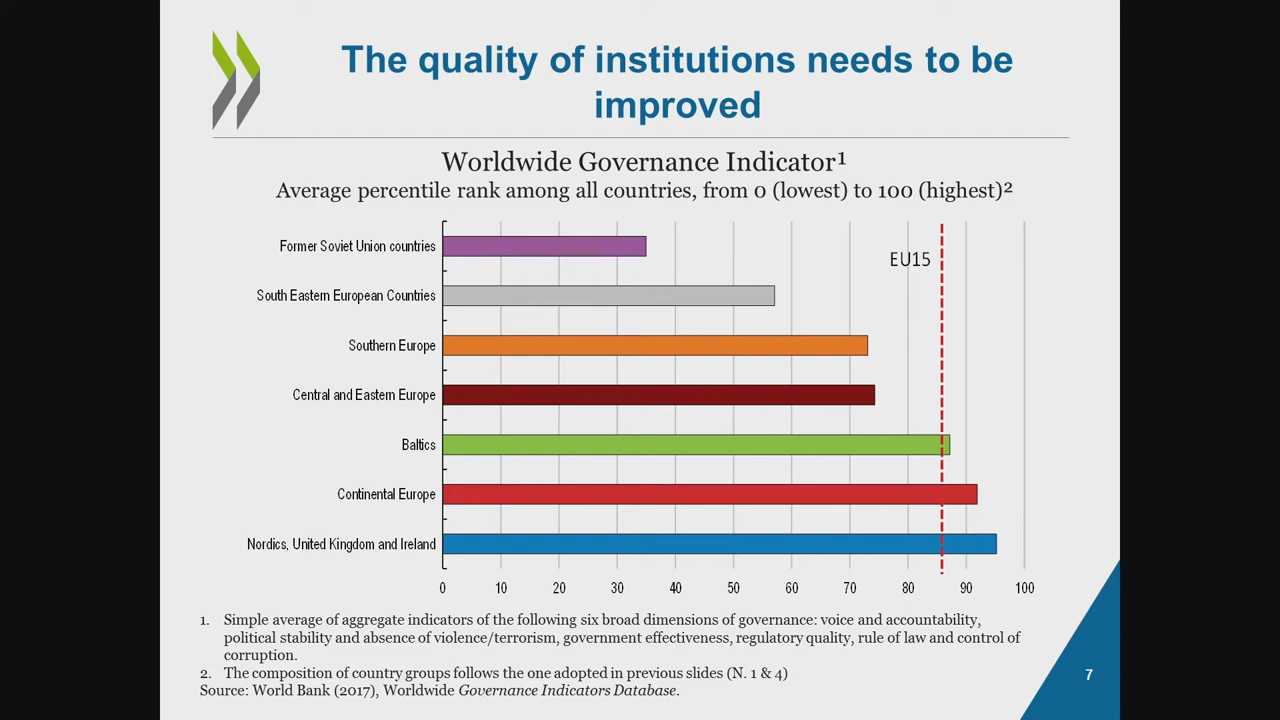 The quality of institutions needs to be
improved
Worldwide Governance Indicator¹
Average percentile rank among all countries, from 0 (lowest) to 100 (highest)²
Former Soviet Union countries
EU15
South Eastern European Countries
Southern Europe
Central and Eastern Europe
Baltics
Continental Europe
Nordics, United Kingdom and Ireland
0 10 20 30 40 50 60 70 80 90 100
1. Simple average of aggregate indicators of the following six broad dimensions of governance: voice and accountability,
political stability and absence of violence/terrorism, government effectiveness, regulatory quality, rule of law and control of
corruption.
2. The composition of country groups follows the one adopted in previous slides (N. 1 & 4)
Source: World Bank (2017), Worldwide Governance Indicators Database.
7